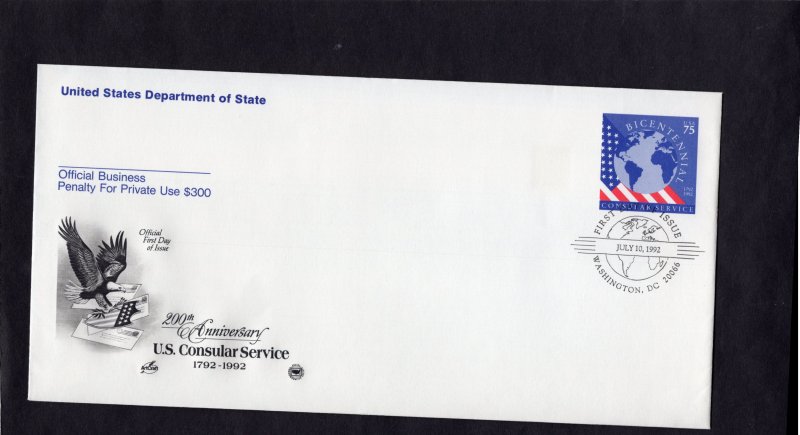 United States Department of State
Official Business
Penalty For Private Use $300
USA
75
BICENTENNIAL
1792
1992
CONSULAR SERVICE
FIRST DAY OF ISSUE
JULY 10, 1992
WASHINGTON, DC 20066
Official
First Day
of Issue
200th Anniversary
U.S. Consular Service
1792-1992
ArtCraft